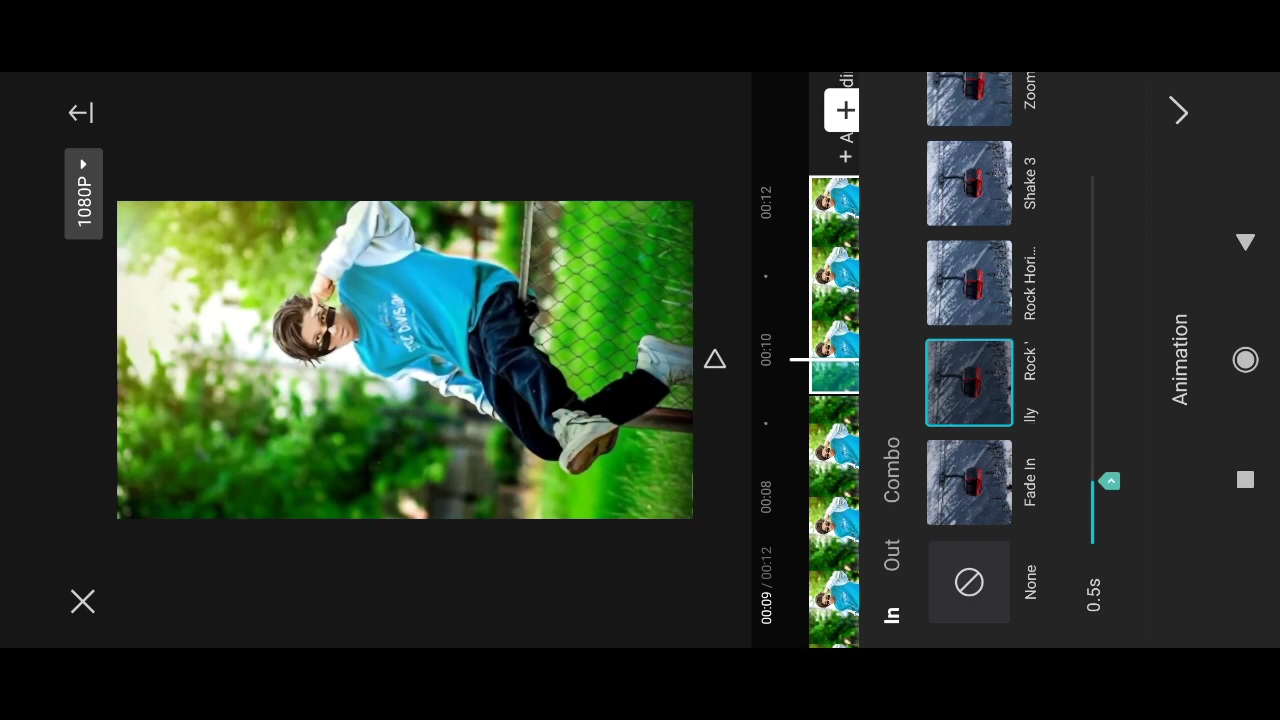 1080P
00:09 / 00:12
00:08
00:10
00:12
In
Out
Combo
None
Fade In
Rock
lly
Rock Hori...
Shake 3
Zoom
0.5s
Animation